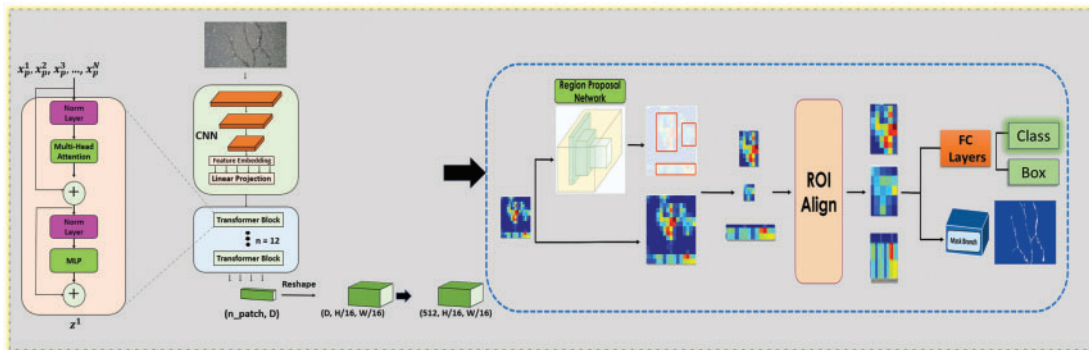 x_p^1, x_p^2, x_p^3, ..., x_p^N
Norm
Layer
Multi-Head
Attention
+
Norm
Layer
MLP
+
z^1
CNN
Feature Embedding
Linear Projection
Transformer Block
n = 12
Transformer Block
Reshape
(n_patch, D)
(D, H/16, W/16)
(512, H/16, W/16)
Region Proposal
Network
ROI
Align
FC
Layers
Class
Box
Mask Branch